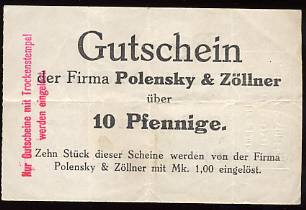 Gutschein
der Firma Polensky & Zöllner
über
10 Pfennige.
Zehn Stück dieser Scheine werden von der Firma
Polensky & Zöllner mit Mk. 1,00 eingelöst.
Nur Gutscheine mit Trockenstempel
werden eingelöst.